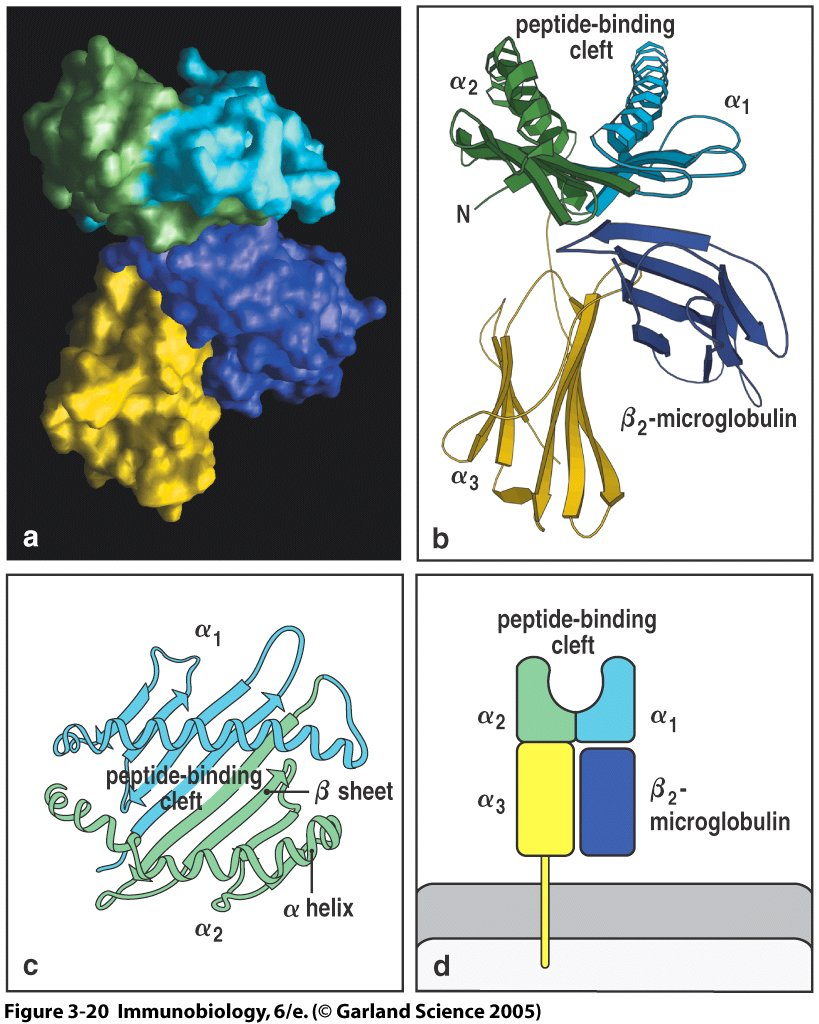 a
peptide-binding
cleft
α2
α1
N
β2-microglobulin
α3
b
α1
peptide-binding
cleft
β sheet
α helix
α2
c
peptide-binding
cleft
α2
α1
α3
β2-
microglobulin
d
Figure 3-20 Immunobiology, 6/e. (© Garland Science 2005)